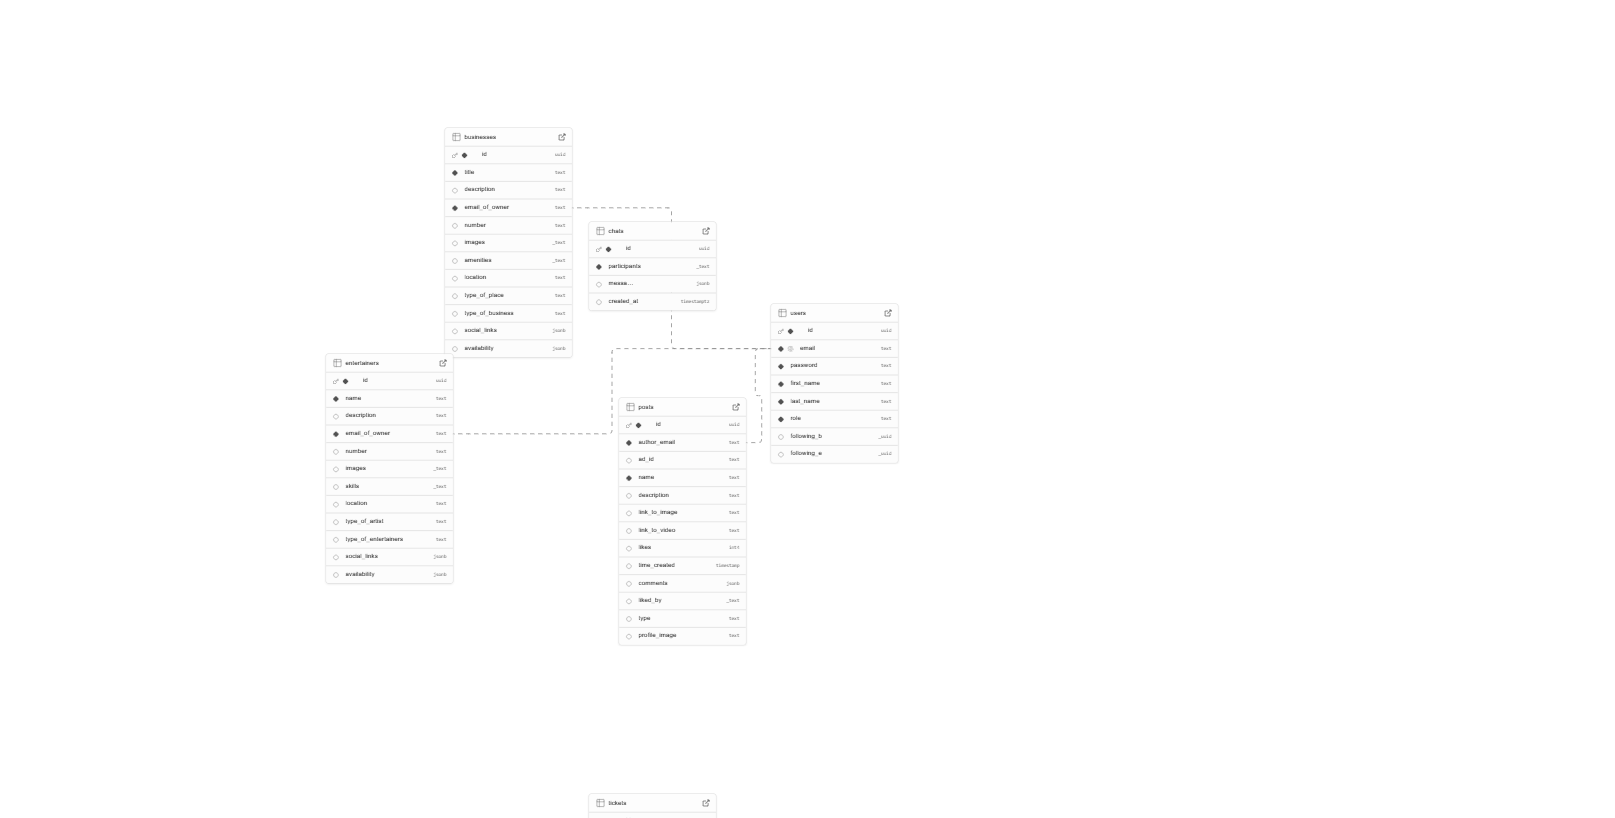 businesses
id uuid
title text
description text
email_of_owner text
number text
images _text
amenities _text
location text
type_of_place text
type_of_business text
social_links jsonb
availability jsonb
chats
id uuid
participants _text
messa... jsonb
created_at timestamptz
users
id uuid
email text
password text
first_name text
last_name text
role text
following_b _uuid
following_e _uuid
entertainers
id uuid
name text
description text
email_of_owner text
number text
images _text
skills _text
location text
type_of_artist text
type_of_entertainers text
social_links jsonb
availability jsonb
posts
id uuid
author_email text
ad_id text
name text
description text
link_to_image text
link_to_video text
likes int4
time_created timestamp
comments jsonb
liked_by _text
type text
profile_image text
tickets